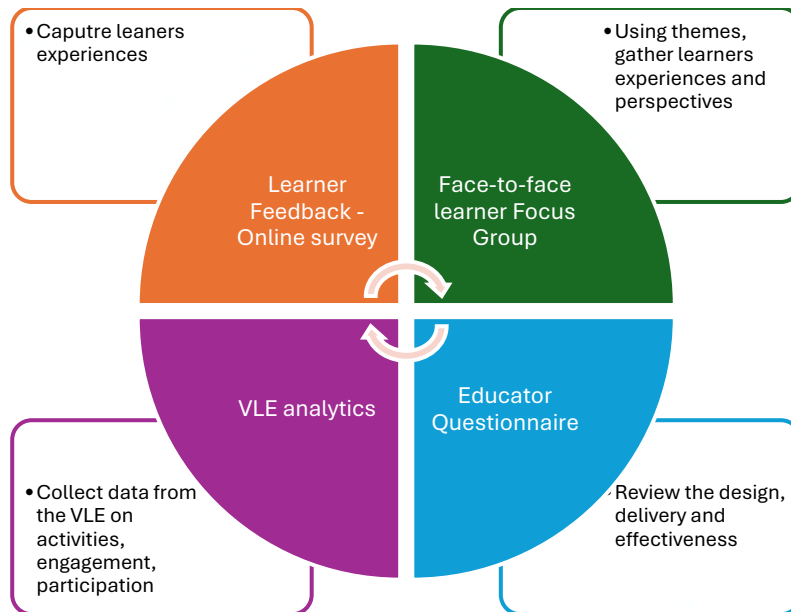 • Caputre leaners
experiences
• Using themes,
gather learners
experiences and
perspectives
Learner
Feedback -
Online survey
Face-to-face
learner Focus
Group
VLE analytics
Educator
Questionnaire
• Collect data from
the VLE on
activities,
engagement,
participation
• Review the design,
delivery and
effectiveness